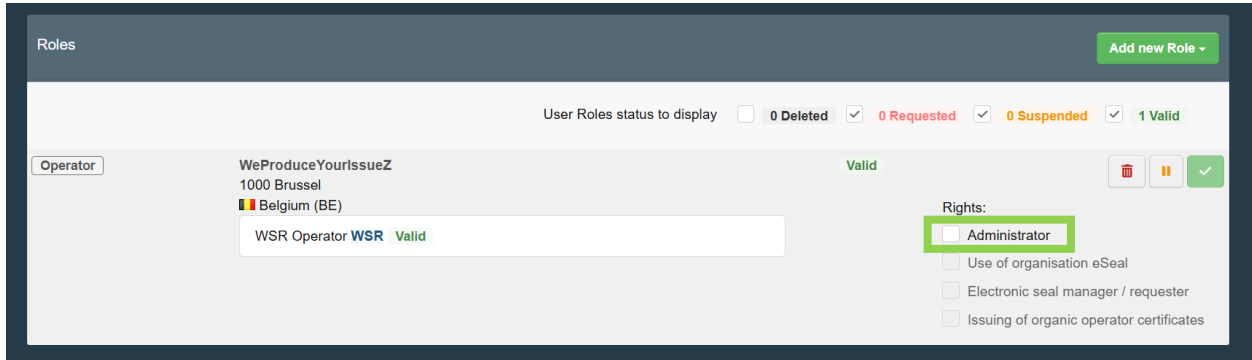 Roles
Add new Role
User Roles status to display 0 Deleted 0 Requested 0 Suspended 1 Valid
Operator
WeProduceYourIssueZ
Valid
1000 Brussel
Belgium (BE)
WSR Operator WSR Valid
Rights:
Administrator
Use of organisation eSeal
Electronic seal manager / requester
Issuing of organic operator certificates